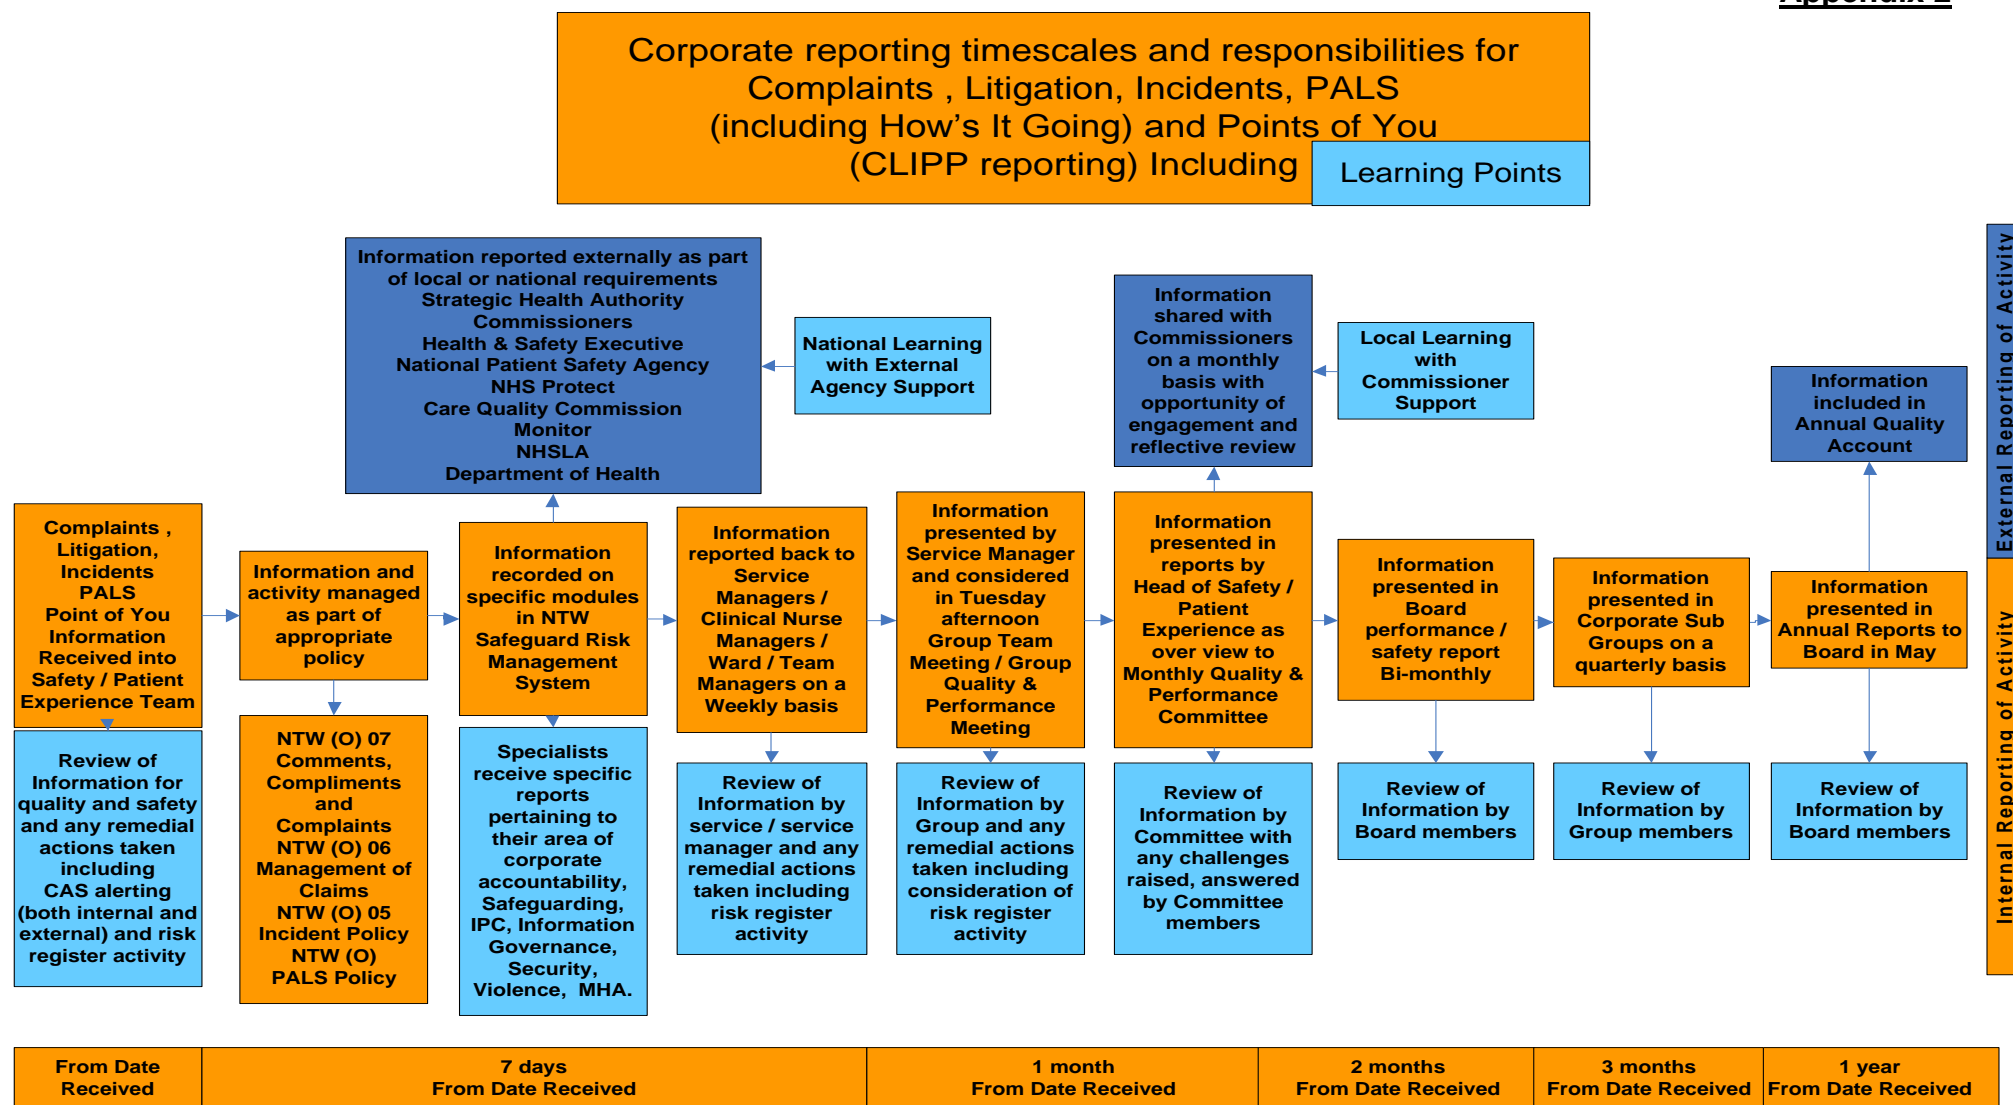 Appendix 2
Corporate reporting timescales and responsibilities for
Complaints , Litigation, Incidents, PALS
(including How's It Going) and Points of You
(CLIPP reporting) Including
Learning Points
Information reported externally as part
of local or national requirements
Strategic Health Authority
Commissioners
Health & Safety Executive
National Patient Safety Agency
NHS Protect
Care Quality Commission
Monitor
NHSLA
Department of Health
National Learning
with External
Agency Support
Information
shared with
Commissioners
on a monthly
basis with
opportunity of
engagement and
reflective review
Local Learning
with
Commissioner
Support
Information
included in
Annual Quality
Account
External Reporting of Activity
Complaints ,
Litigation,
Incidents
PALS
Point of You
Information
Received into
Safety / Patient
Experience Team
Information and
activity managed
as part of
appropriate
policy
Information
recorded on
specific modules
in NTW
Safeguard Risk
Management
System
Information
reported back to
Service
Managers /
Clinical Nurse
Managers /
Ward / Team
Managers on a
Weekly basis
Information
presented by
Service Manager
and considered
in Tuesday
afternoon
Group Team
Meeting / Group
Quality &
Performance
Meeting
Information
presented in
reports by
Head of Safety /
Patient
Experience as
over view to
Monthly Quality &
Performance
Committee
Information
presented in
Board
performance /
safety report
Bi-monthly
Information
presented in
Corporate Sub
Groups on a
quarterly basis
Information
presented in
Annual Reports to
Board in May
Internal Reporting of Activity
Review of
Information for
quality and safety
and any remedial
actions taken
including
CAS alerting
(both internal and
external) and risk
register activity
NTW (O) 07
Comments,
Compliments
and
Complaints
NTW (O) 06
Management of
Claims
NTW (O) 05
Incident Policy
NTW (O)
PALS Policy
Specialists
receive specific
reports
pertaining to
their area of
corporate
accountability,
Safeguarding,
IPC, Information
Governance,
Security,
Violence, MHA.
Review of
Information by
service / service
manager and any
remedial actions
taken including
risk register
activity
Review of
Information by
Group and any
remedial actions
taken including
consideration of
risk register
activity
Review of
Information by
Committee with
any challenges
raised, answered
by Committee
members
Review of
Information by
Board members
Review of
Information by
Group members
Review of
Information by
Board members
From Date
Received
7 days
From Date Received
1 month
From Date Received
2 months
From Date Received
3 months
From Date Received
1 year
From Date Received